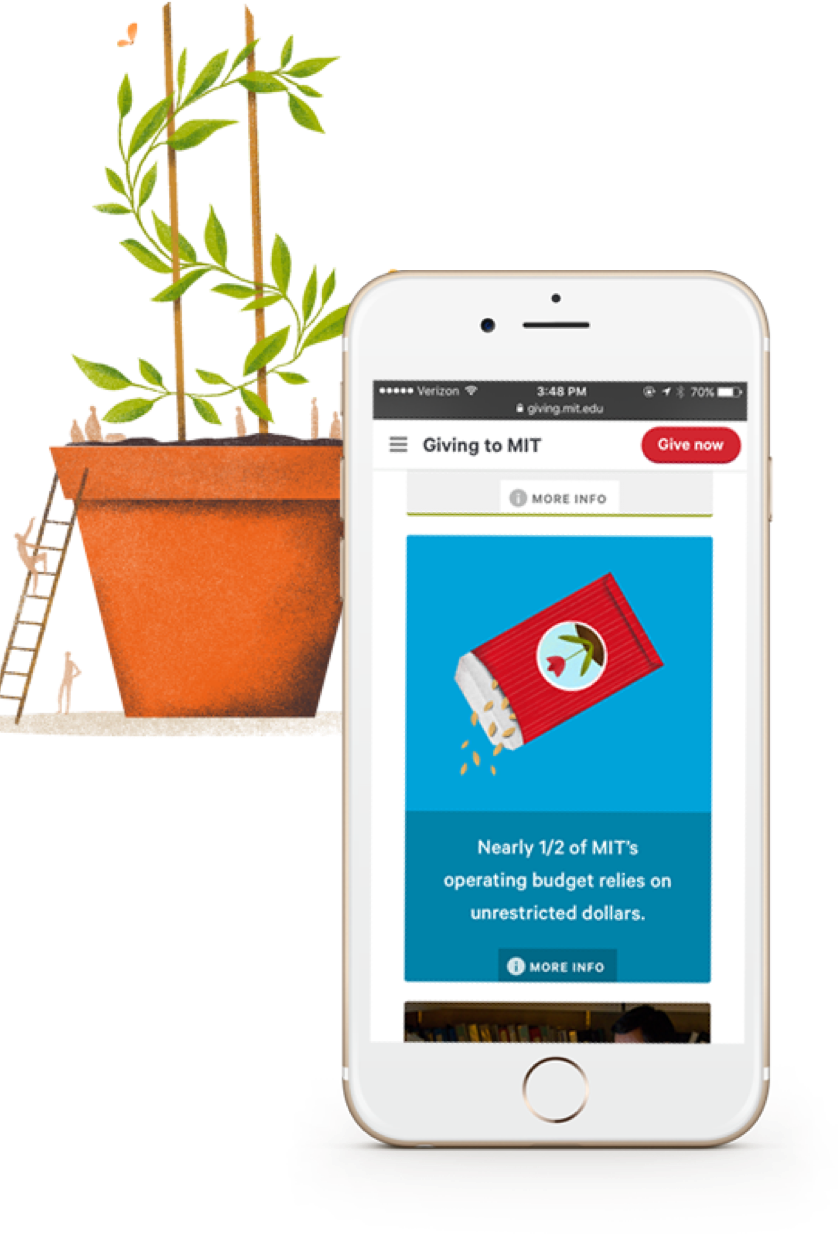 Verizon 3:48 PM 70%
giving.mit.edu
Giving to MIT Give now
MORE INFO
Nearly 1/2 of MIT's
operating budget relies on
unrestricted dollars.
MORE INFO